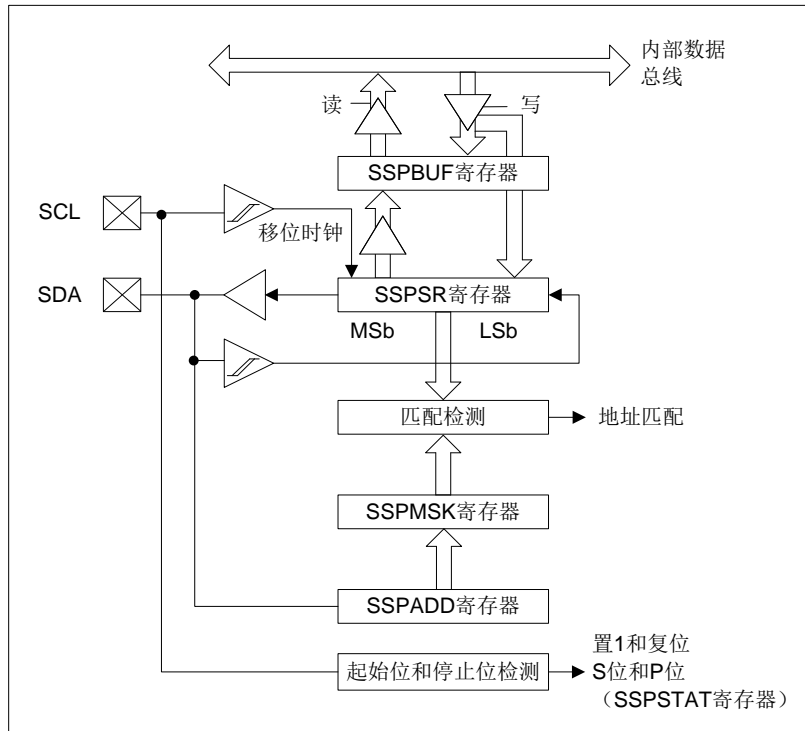 内部数据
总线
读
写
SSPBUF寄存器
SCL
移位时钟
SDA
SSPSR寄存器
MSb
LSb
匹配检测
地址匹配
SSPMSK寄存器
SSPADD寄存器
起始位和停止位检测
置1和复位
S位和P位
（SSPSTAT寄存器）